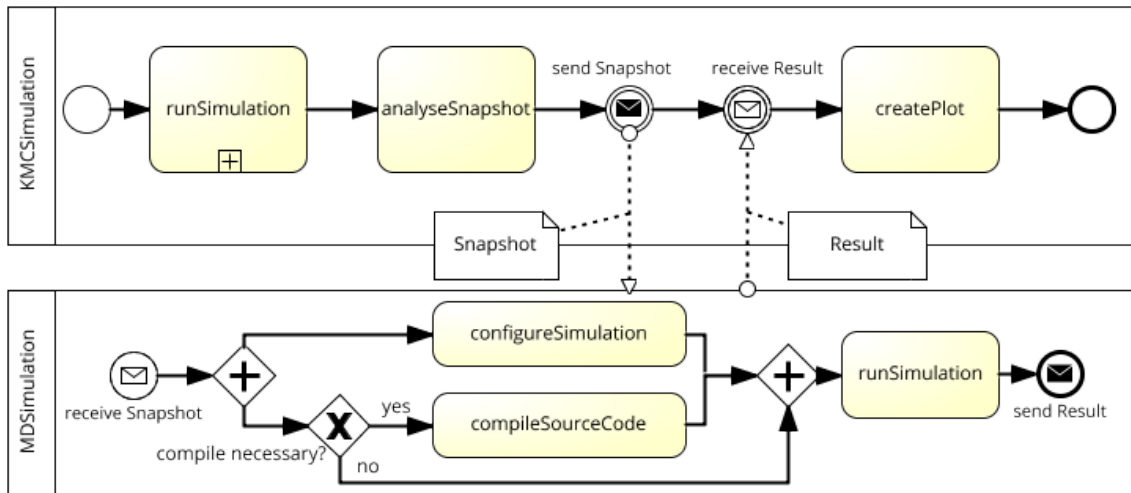 KMCSimulation
runSimulation
analyseSnapshot
send Snapshot
receive Result
createPlot
Snapshot
Result
MDSimulation
receive Snapshot
configureSimulation
compile necessary?
yes
no
compileSourceCode
runSimulation
send Result